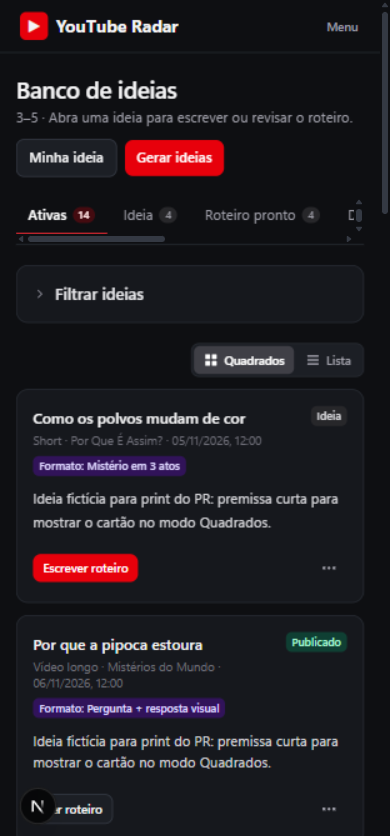 YouTube Radar
Menu
Banco de ideias
3–5 · Abra uma ideia para escrever ou revisar o roteiro.
Minha ideia
Gerar ideias
Ativas 14
Ideia 4
Roteiro pronto 4
Filtrar ideias
Quadrados
Lista
Como os polvos mudam de cor
Ideia
Short · Por Que É Assim? · 05/11/2026, 12:00
Formato: Mistério em 3 atos
Ideia fictícia para print do PR: premissa curta para
mostrar o cartão no modo Quadrados.
Escrever roteiro
Por que a pipoca estoura
Publicado
Vídeo longo · Mistérios do Mundo ·
06/11/2026, 12:00
Formato: Pergunta + resposta visual
Ideia fictícia para print do PR: premissa curta para
mostrar o cartão no modo Quadrados.
N
roteiro